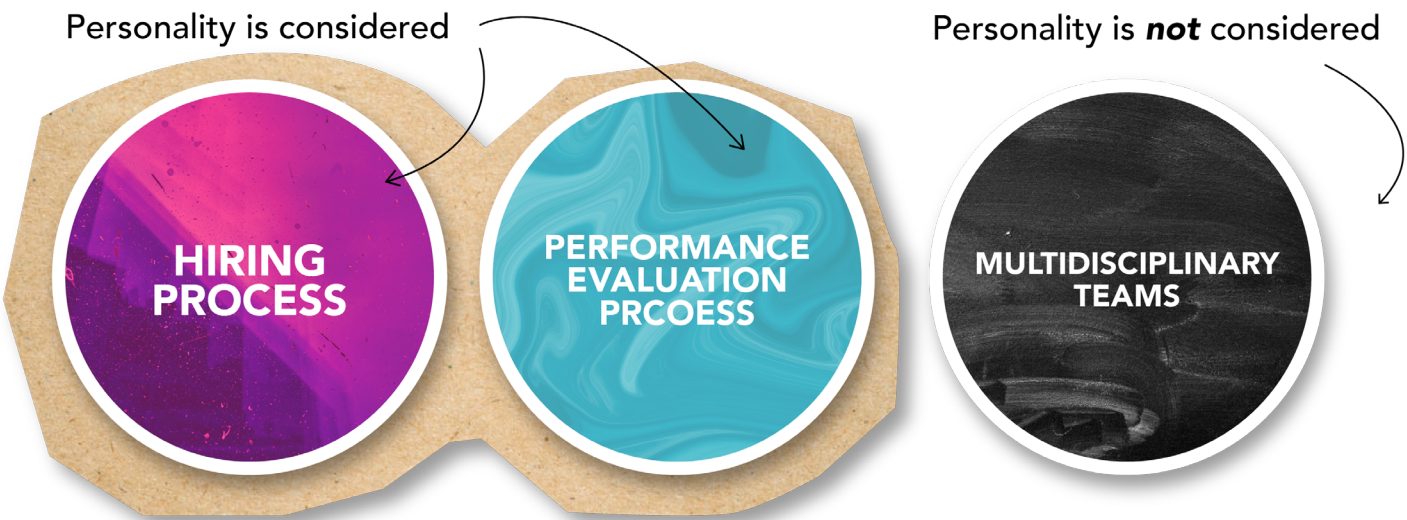 Personality is considered
Personality is not considered
HIRING
PROCESS
PERFORMANCE
EVALUATION
PRCOESS
MULTIDISCIPLINARY
TEAMS